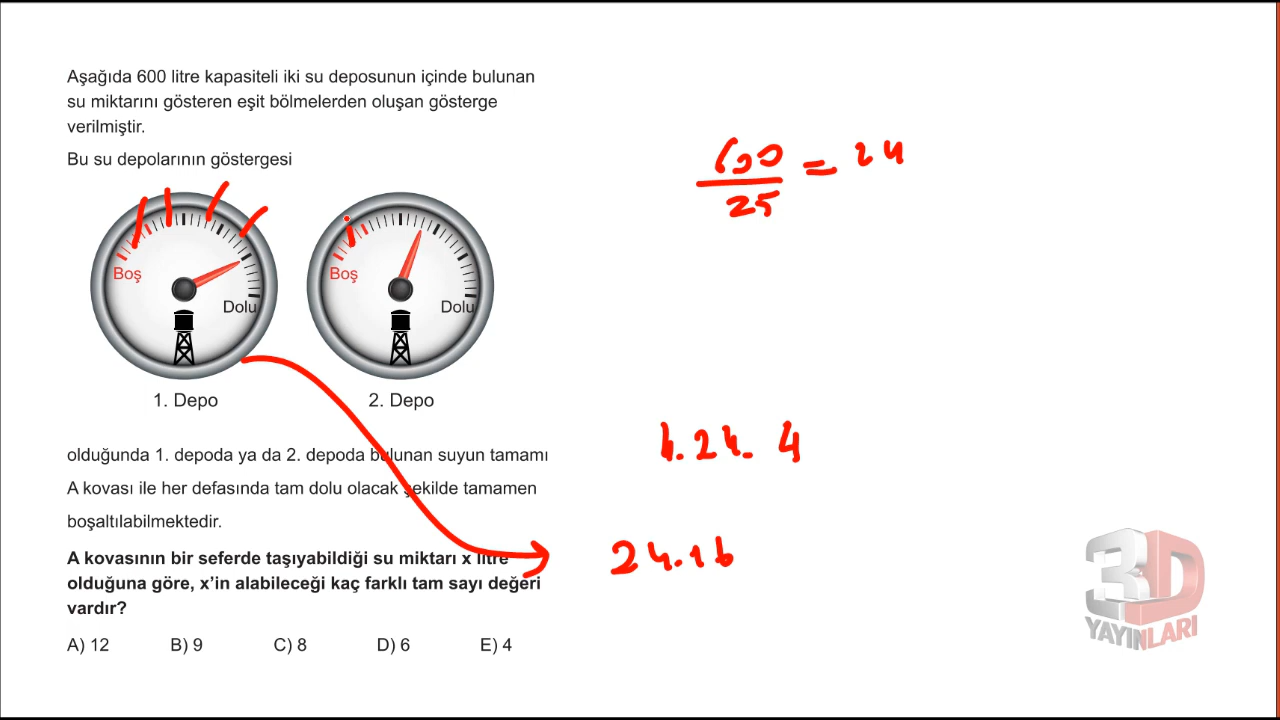 Aşağıda 600 litre kapasiteli iki su deposunun içinde bulunan
su miktarını gösteren eşit bölmelerden oluşan gösterge
verilmiştir.
Bu su depolarının göstergesi
Boş
Dolu
Boş
Dolu
1. Depo
2. Depo
olduğunda 1. depoda ya da 2. depoda bulunan suyun tamamı
A kovası ile her defasında tam dolu olacak şekilde tamamen
boşaltılabilmektedir.
A kovasının bir seferde taşıyabildiği su miktarı x litre
olduğuna göre, x'in alabileceği kaç farklı tam sayı değeri
vardır?
A) 12 B) 9 C) 8 D) 6 E) 4
600
25
= 24
24. 4
24.16
3D
YAYINLARI